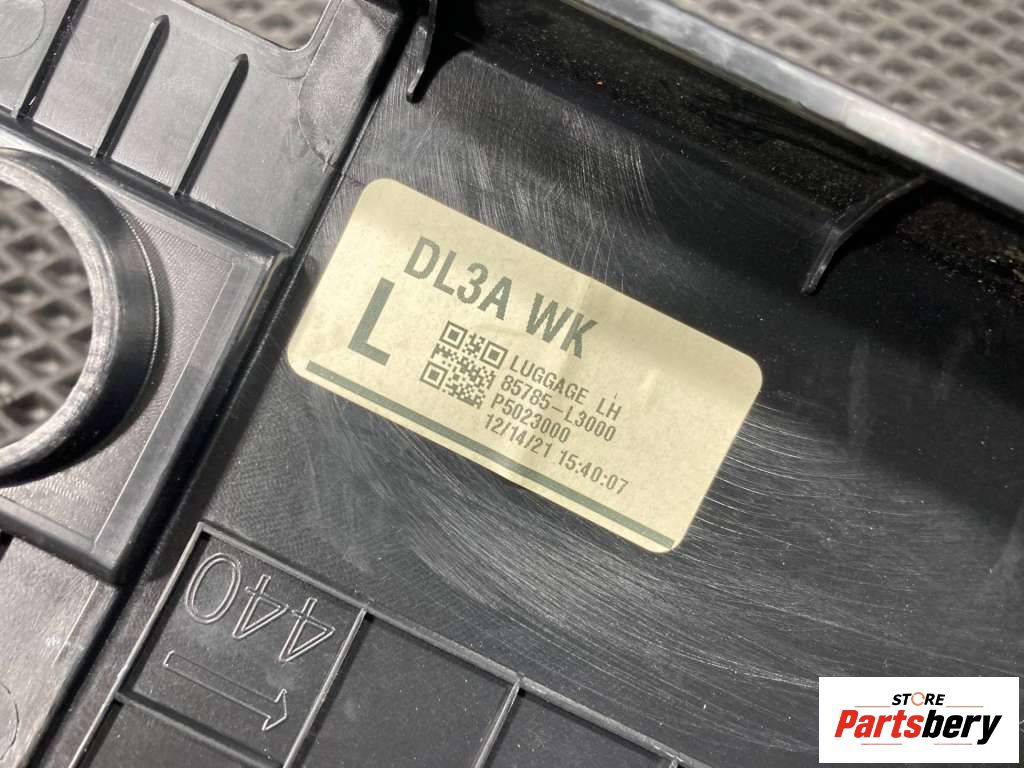 DL3A WK
L
LUGGAGE LH
85785-L3000
P5023000
12/14/21 15:40:07
440
STORE
Partsbery